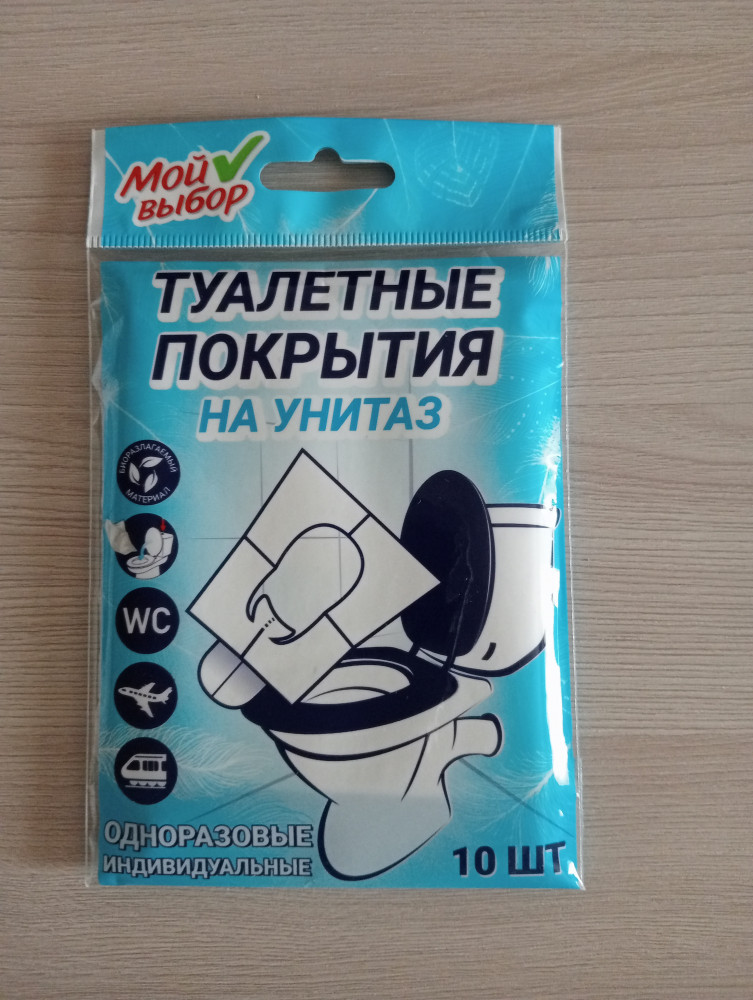 Мой
выбор
ТУАЛЕТНЫЕ
ПОКРЫТИЯ
НА УНИТАЗ
БИОРАЗЛАГАЕМЫЙ
МАТЕРИАЛ
WC
ОДНОРАЗОВЫЕ
ИНДИВИДУАЛЬНЫЕ
10 ШТ